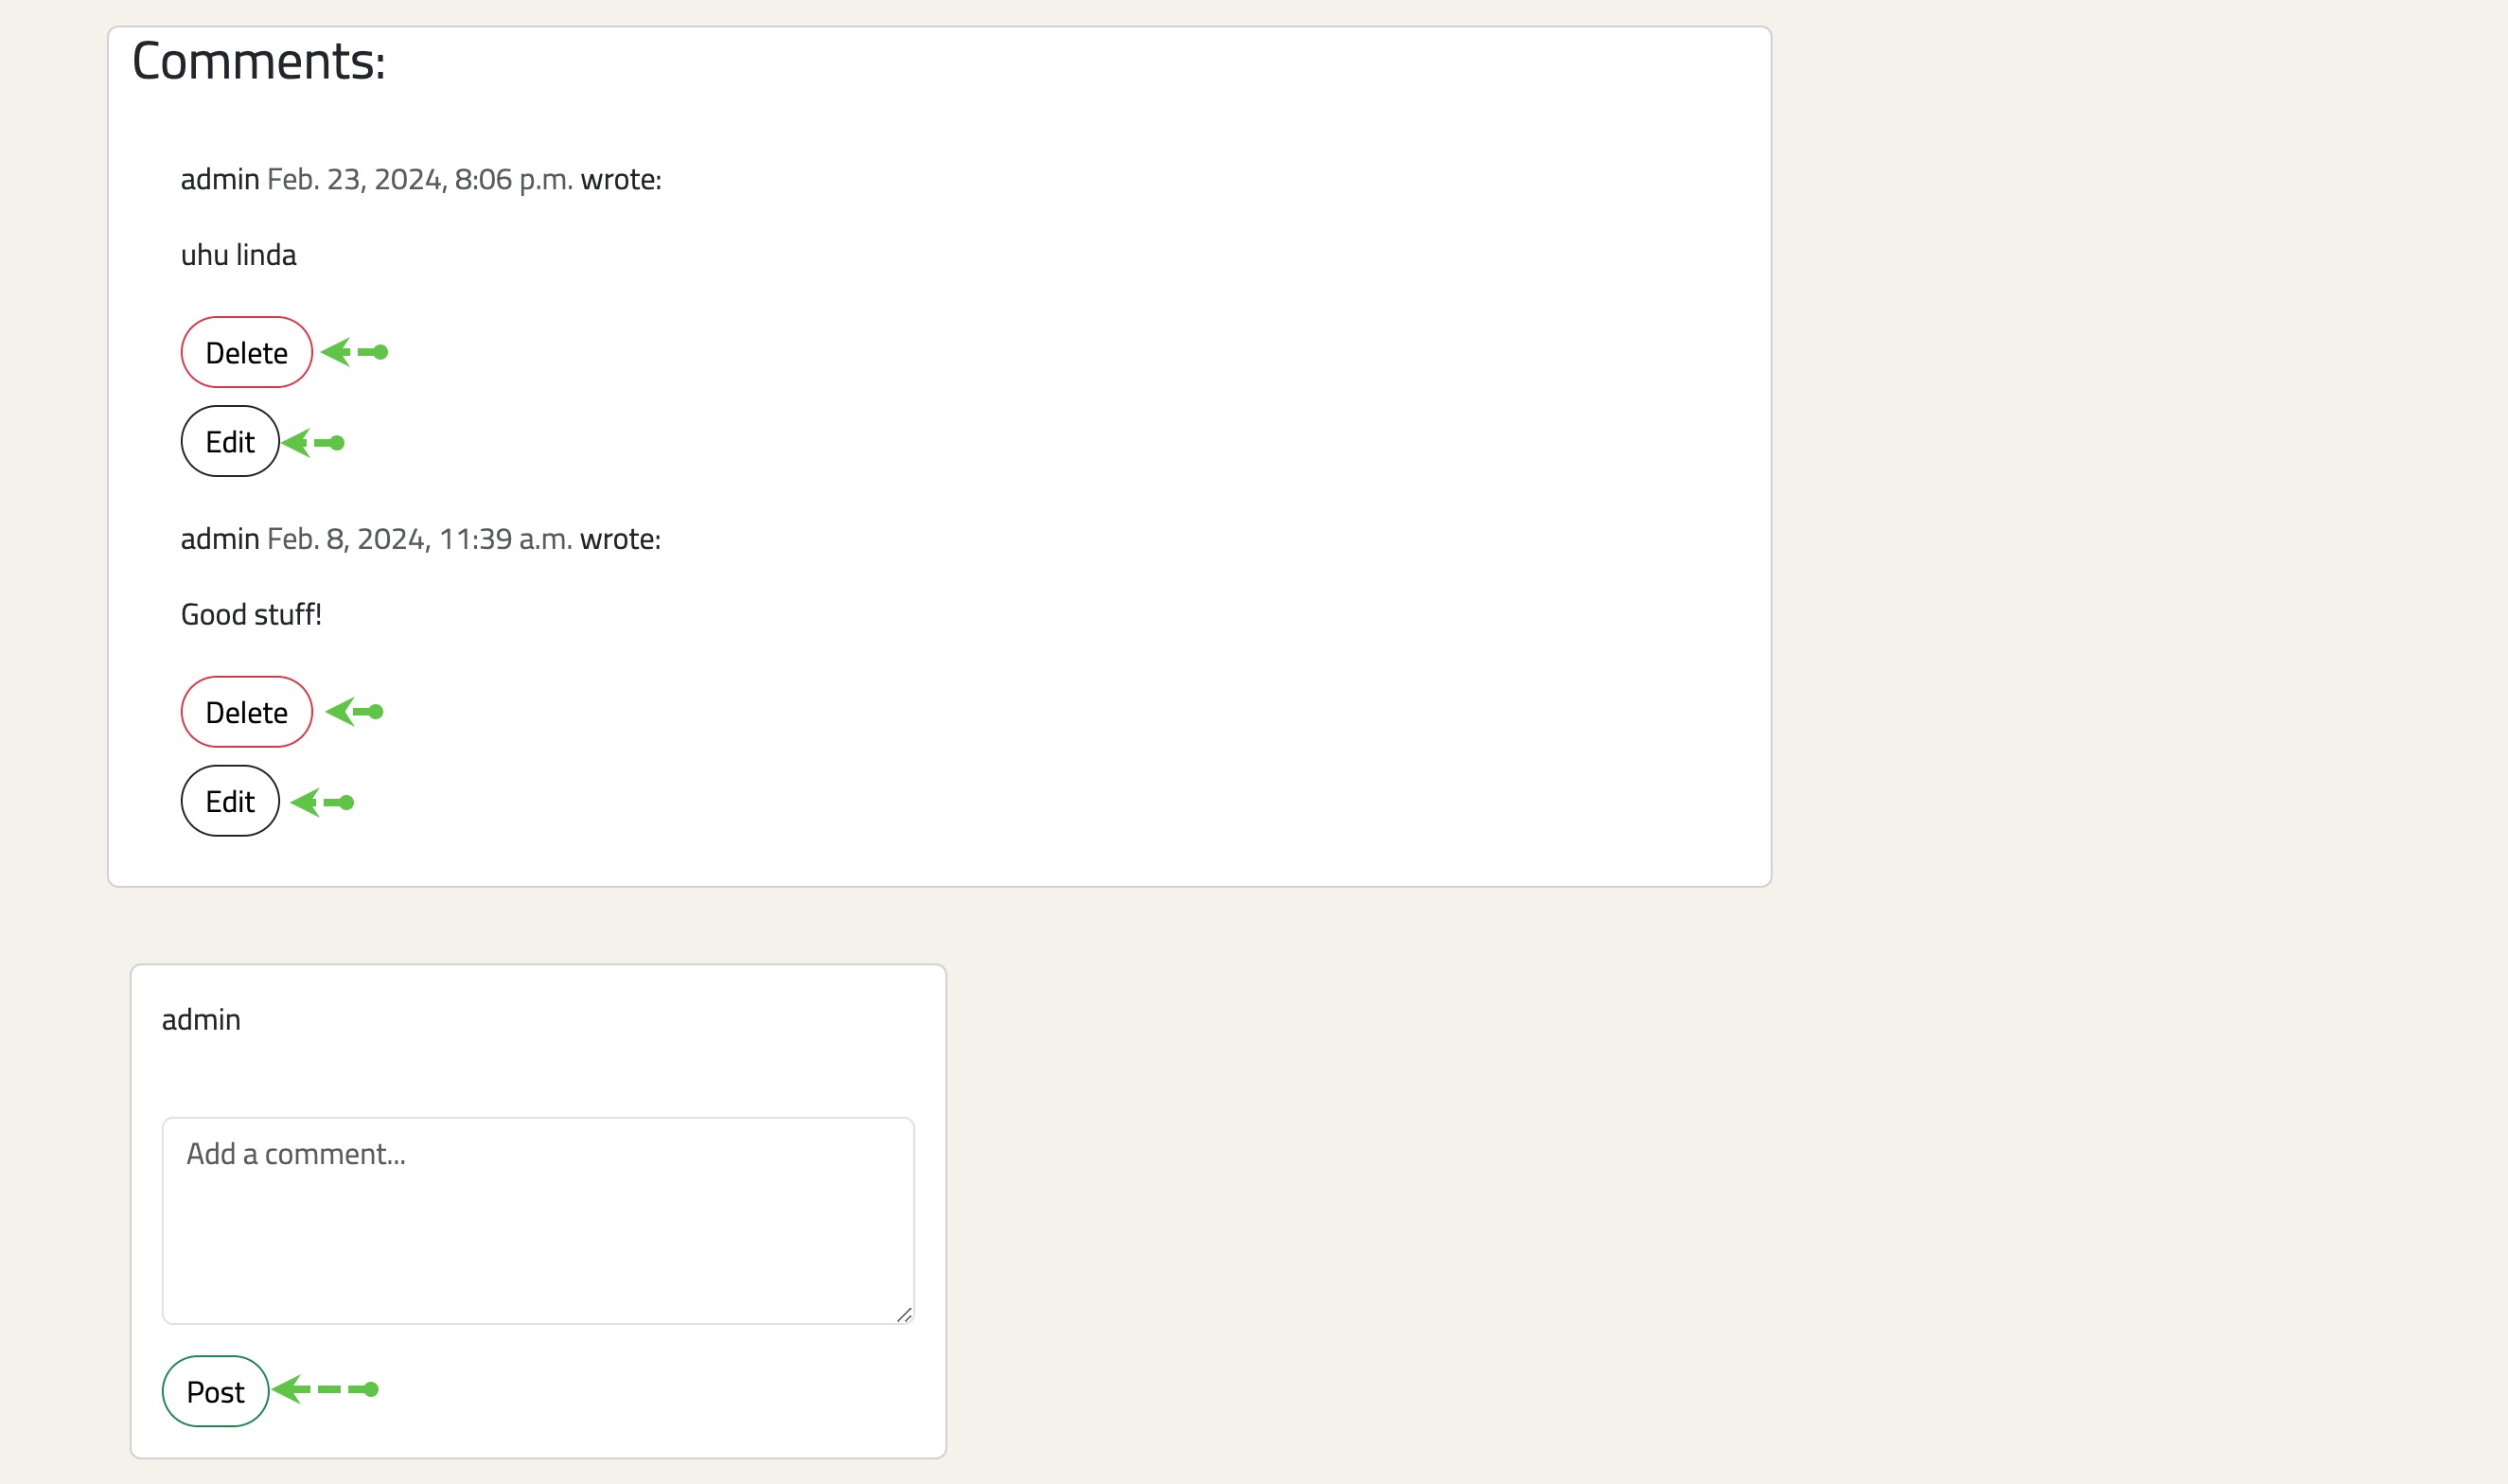 Comments:
admin Feb. 23, 2024, 8:06 p.m. wrote:
uhu linda
Delete
Edit
admin Feb. 8, 2024, 11:39 a.m. wrote:
Good stuff!
Delete
Edit
admin
Add a comment...
Post